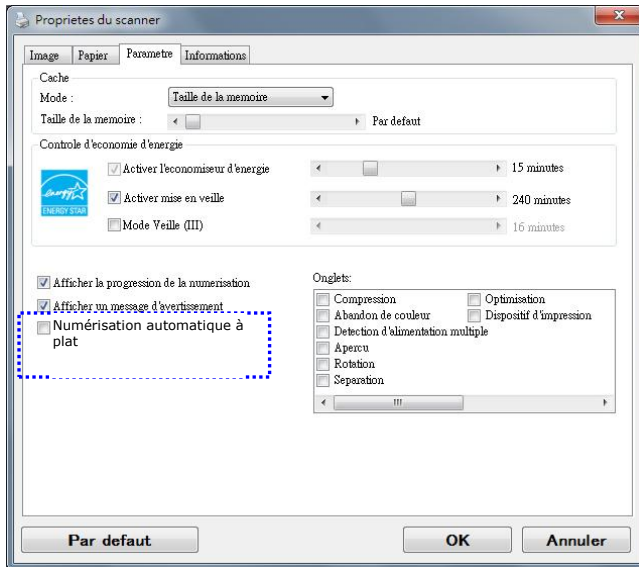 Proprietes du scanner
Image Papier Parametre Informations
Cache
Mode : Taille de la memoire
Taille de la memoire : Par defaut
Controle d'economie d'energie
energy
ENERGY STAR
Activer l'economiseur d'energie 15 minutes
Activer mise en veille 240 minutes
Mode Veille (III) 16 minutes
Afficher la progression de la numerisation
Afficher un message d'avertissement
Numérisation automatique à
plat
Onglets:
Compression Optimisation
Abandon de couleur Dispositif d'impression
Detection d'alimentation multiple
Apercu
Rotation
Separation
Par defaut OK Annuler